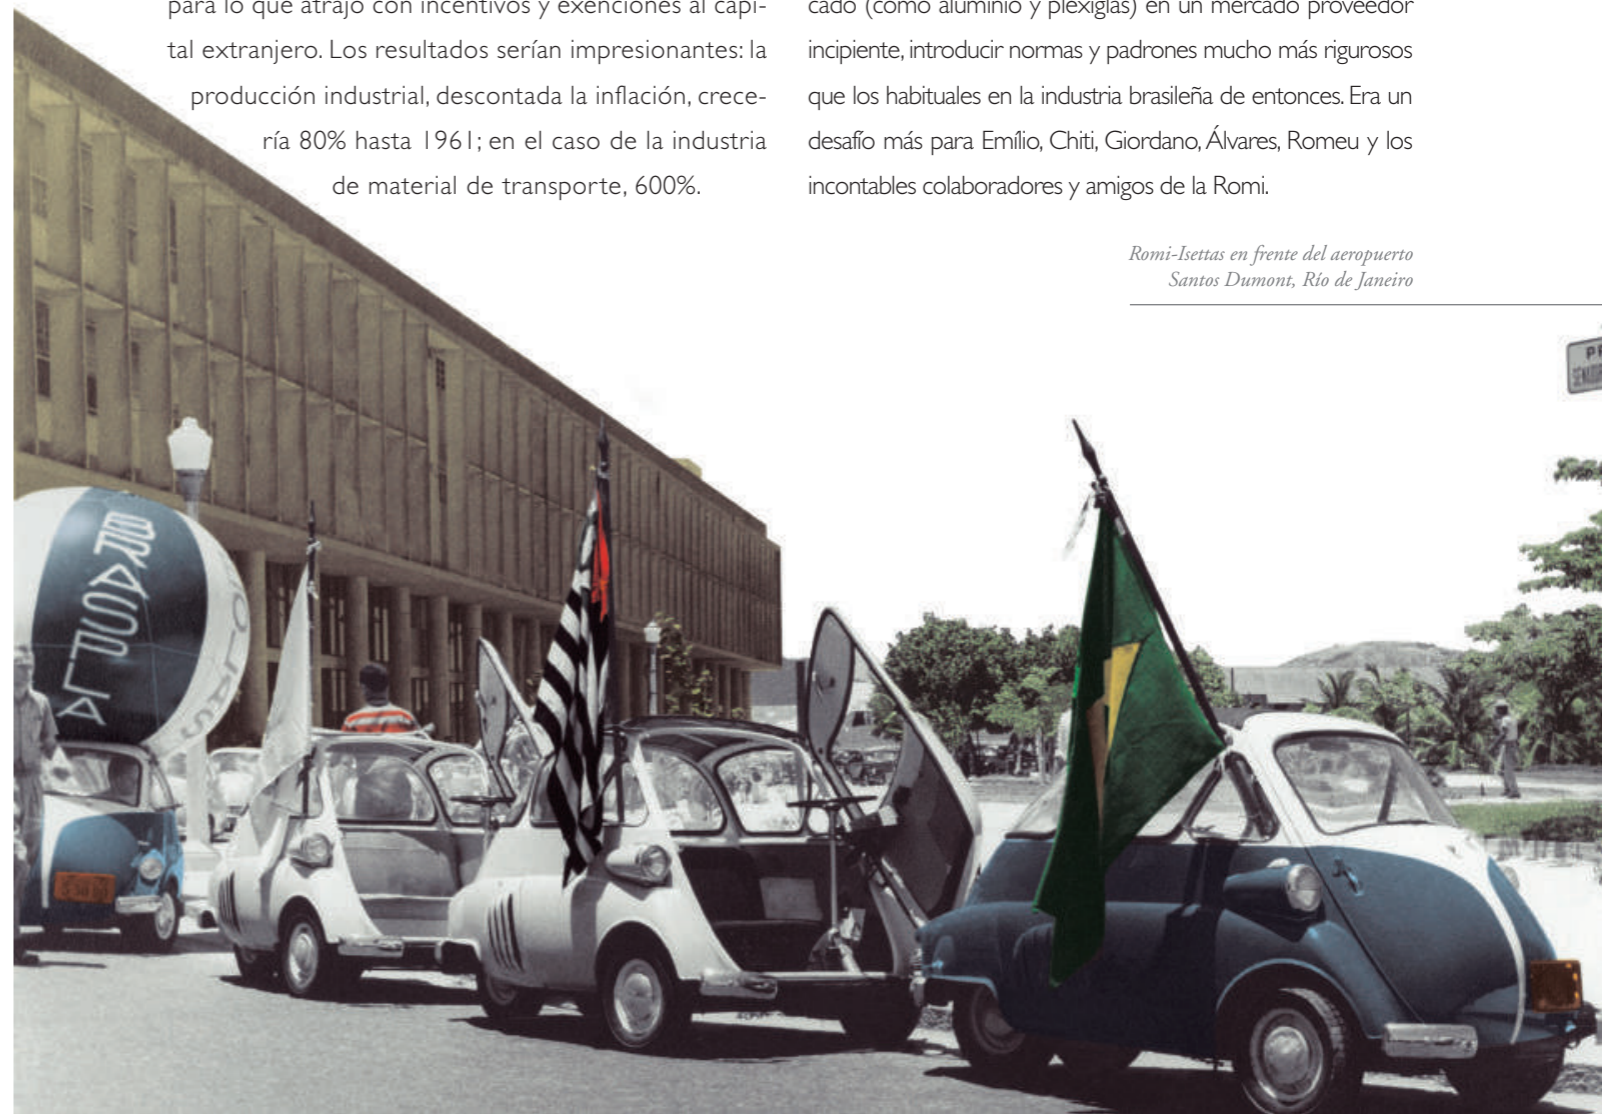 para lo que atrajo con incentivos y exenciones al capi-
tal extranjero. Los resultados serían impresionantes: la
producción industrial, descontada la inflación, crece-
ría 80% hasta 1961; en el caso de la industria
de material de transporte, 600%.
cado (como aluminio y plexiglás) en un mercado proveedor
incipiente, introducir normas y padrones mucho más rigurosos
que los habituales en la industria brasileña de entonces. Era un
desafío más para Emílio, Chiti, Giordano, Álvares, Romeu y los
incontables colaboradores y amigos de la Romi.
Romi-Isettas en frente del aeropuerto
Santos Dumont, Río de Janeiro
BRASPLA